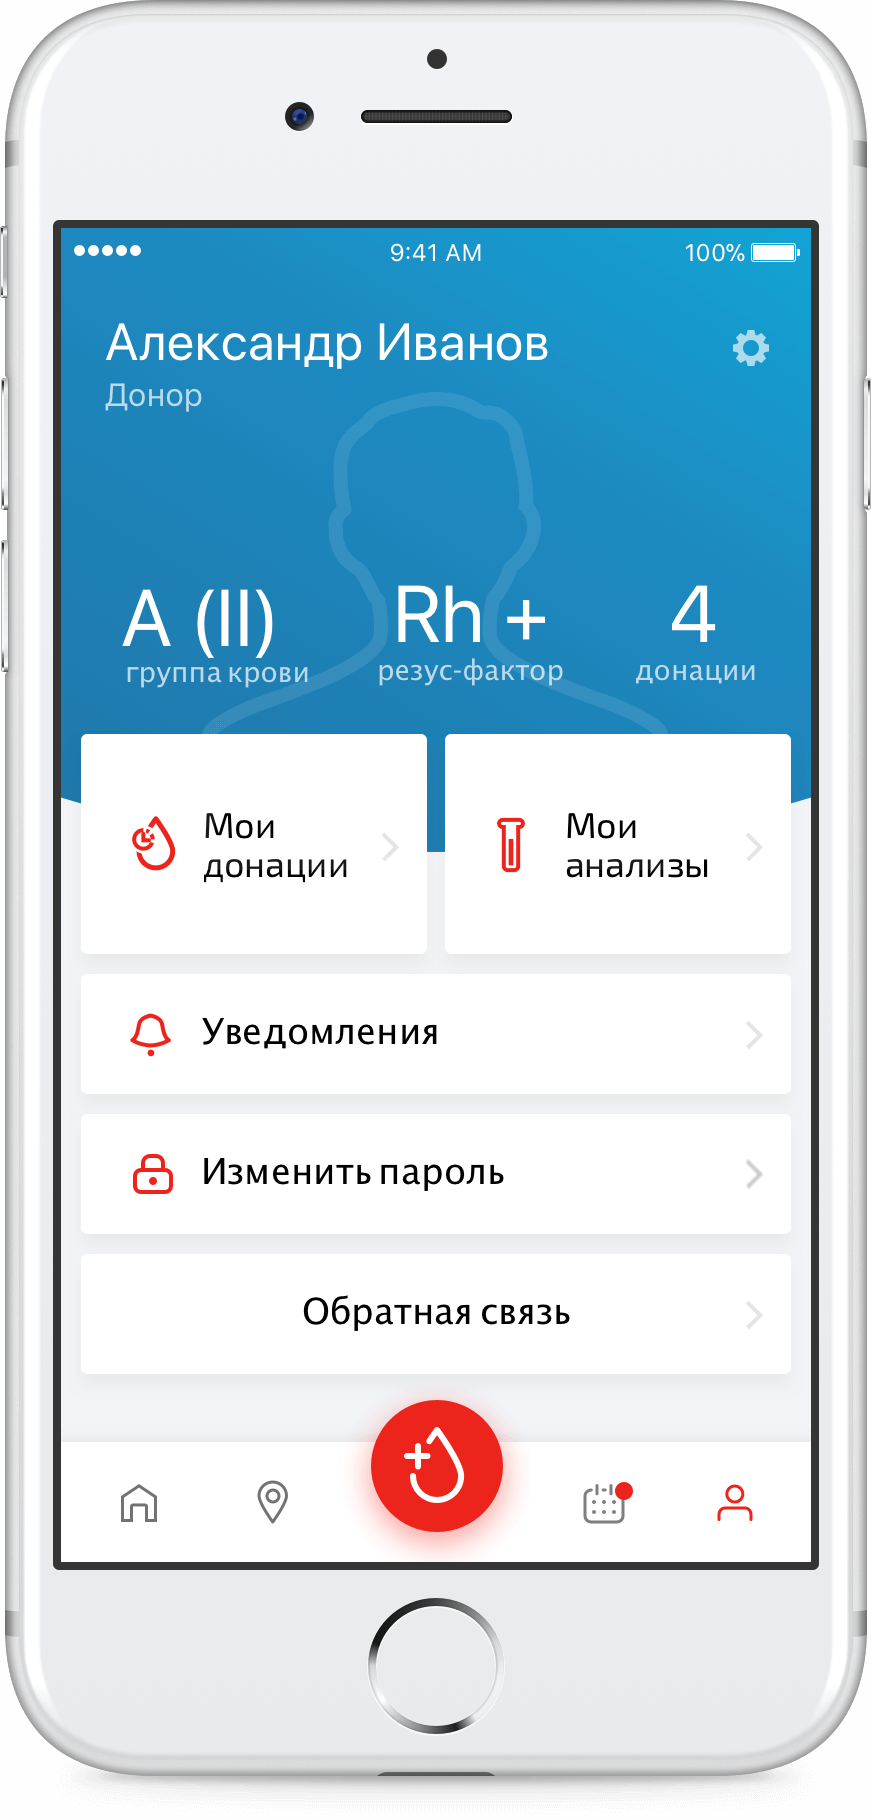 9:41 AM 100%
Александр Иванов
Донор
A (II) Rh + 4
группа крови резус-фактор донации
Мои
донации
Мои
анализы
Уведомления
Изменить пароль
Обратная связь